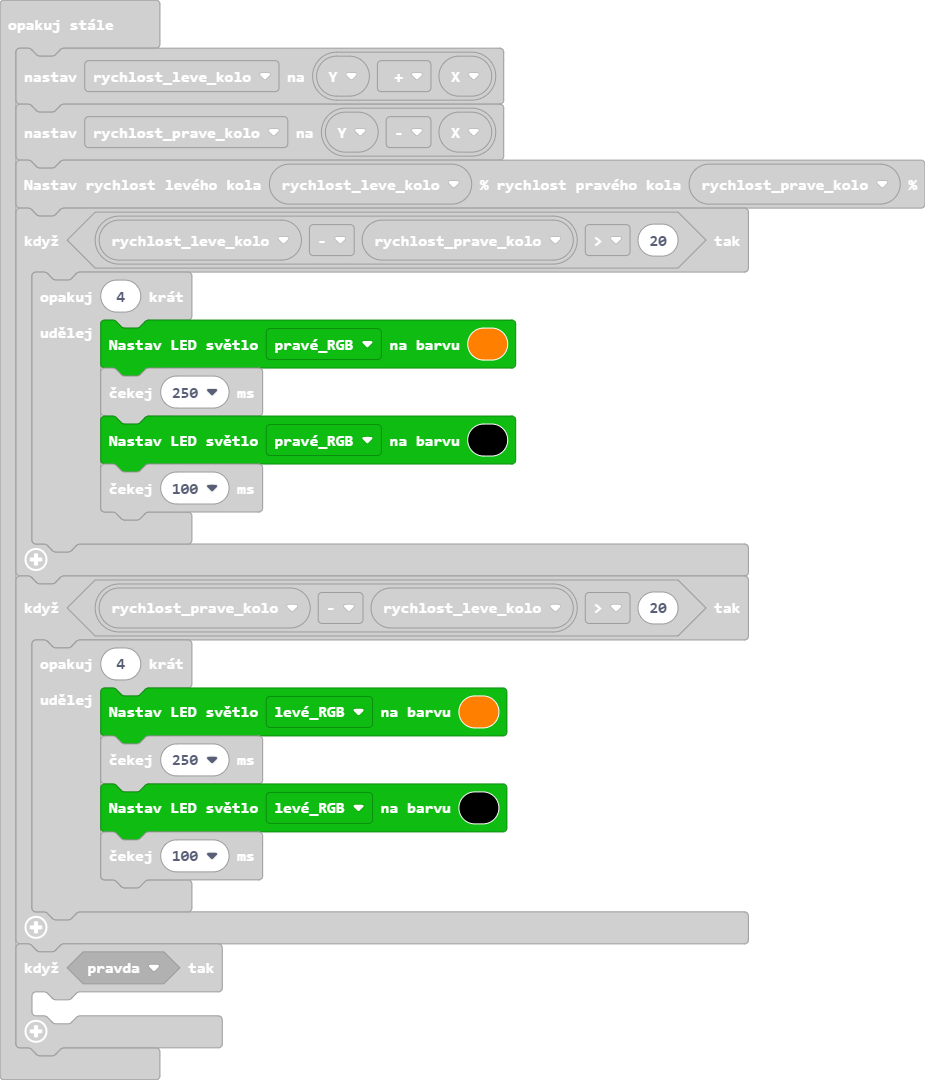 opakuj stále
nastav rychlost_leve_kolo na Y + X
nastav rychlost_prave_kolo na Y - X
Nastav rychlost levého kola rychlost_leve_kolo % rychlost pravého kola rychlost_prave_kolo %
když rychlost_leve_kolo - rychlost_prave_kolo > 20 tak
opakuj 4 krát
udělej
Nastav LED světlo pravé_RGB na barvu
čekej 250 ms
Nastav LED světlo pravé_RGB na barvu
čekej 100 ms
když rychlost_prave_kolo - rychlost_leve_kolo > 20 tak
opakuj 4 krát
udělej
Nastav LED světlo levé_RGB na barvu
čekej 250 ms
Nastav LED světlo levé_RGB na barvu
čekej 100 ms
když pravda tak